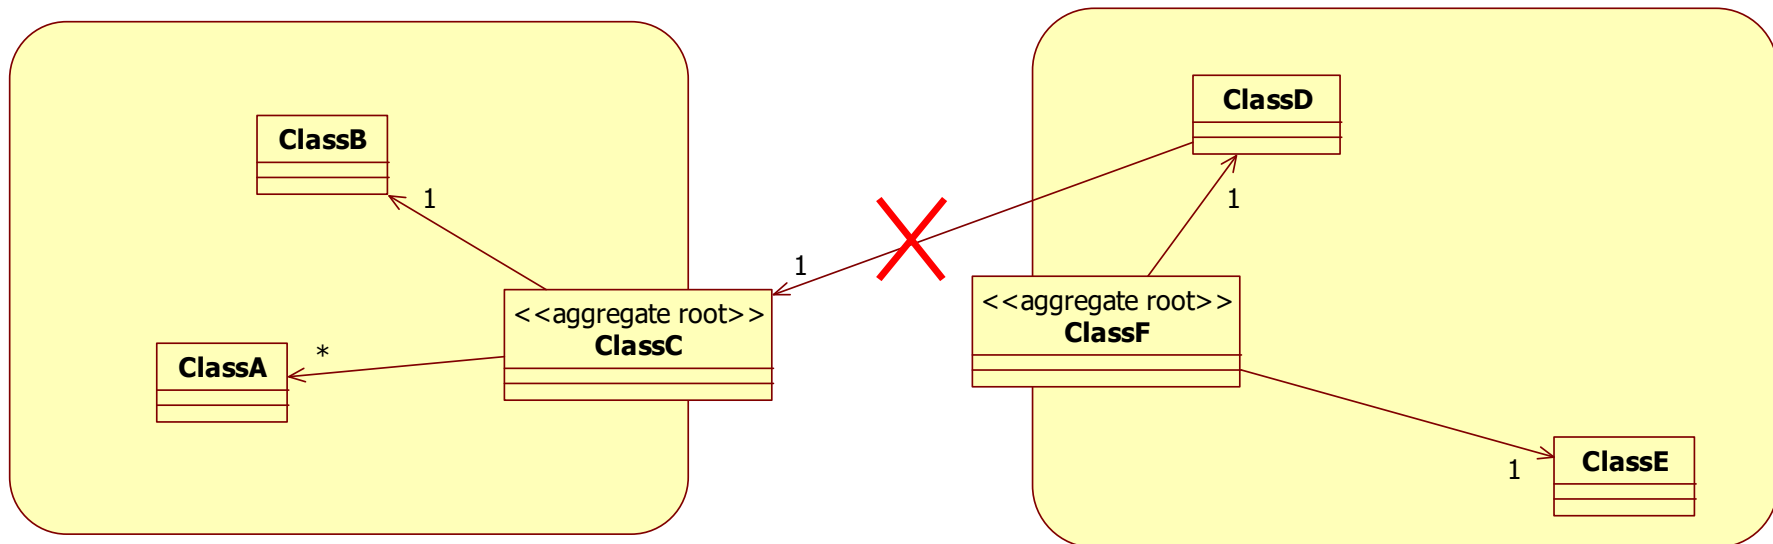 ClassB
1
ClassA
*
<<aggregate root>>
ClassC
1
ClassD
1
<<aggregate root>>
ClassF
1
ClassE